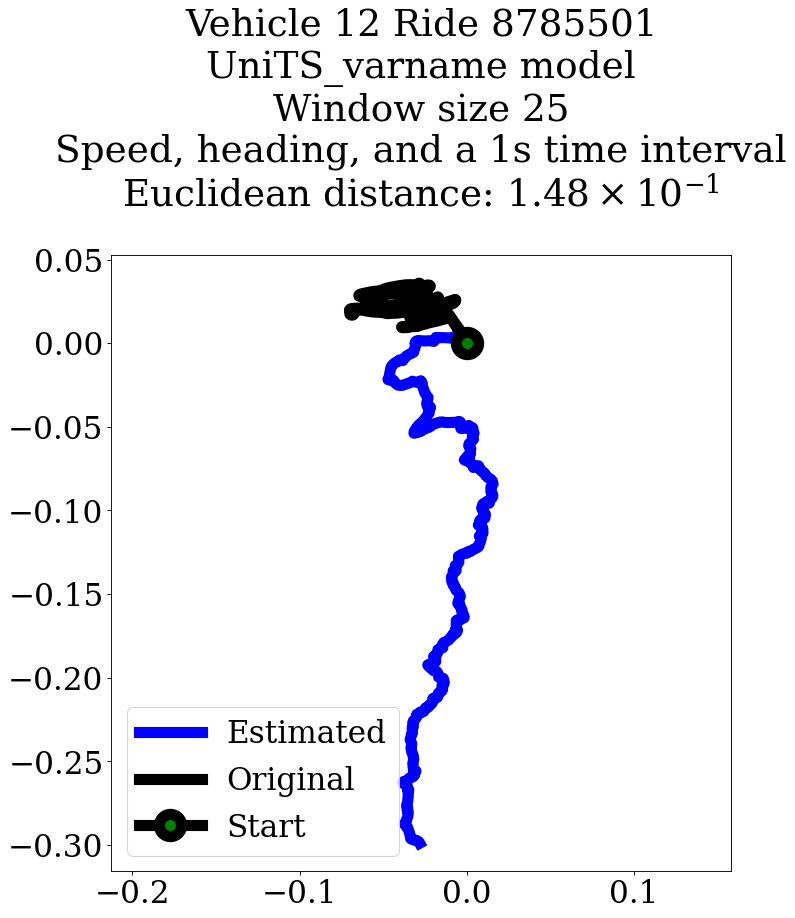 Vehicle 12 Ride 8785501
UniTS_varname model
Window size 25
Speed, heading, and a 1s time interval
Euclidean distance: 1.48 × 10⁻¹
0.05
0.00
−0.05
−0.10
−0.15
−0.20
−0.25
−0.30
Estimated
Original
Start
−0.2
−0.1
0.0
0.1